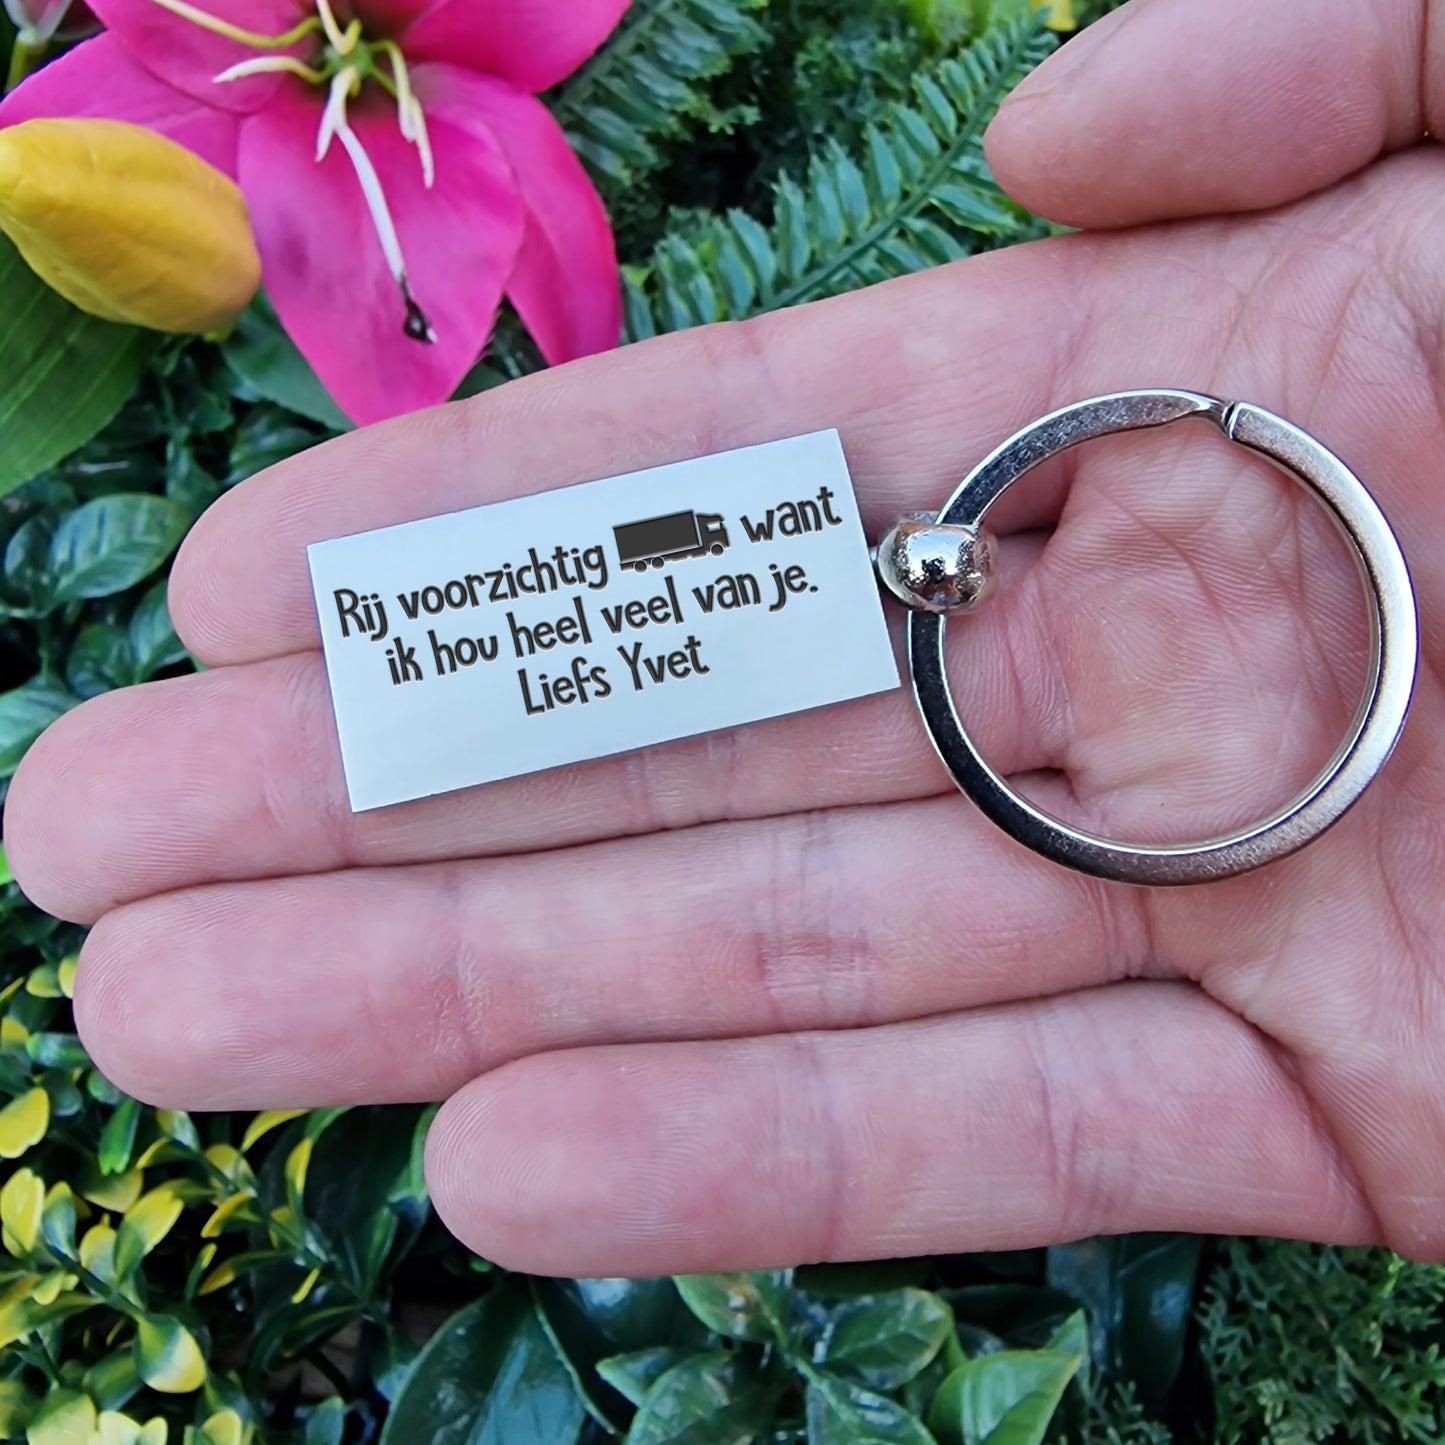 Rij voorzichtig want
ik hou heel veel van je.
Liefs Yvet